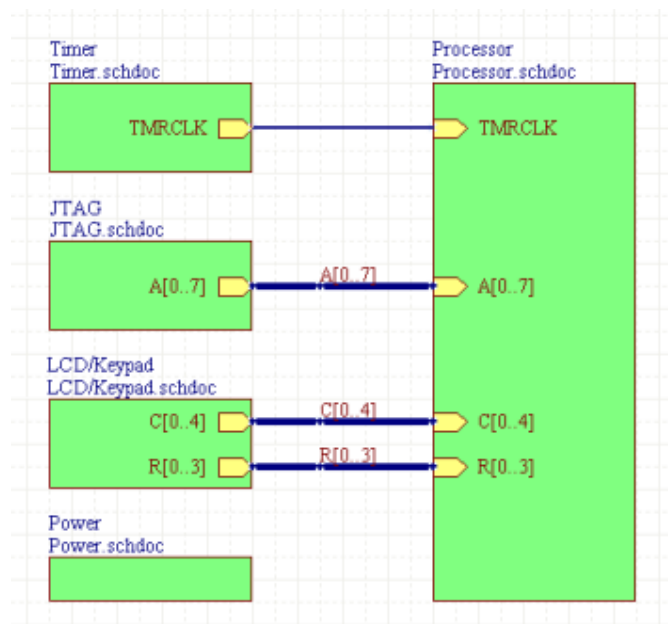 Timer
Timer.schdoc
TMRCLK
Processor
Processor.schdoc
TMRCLK
JTAG
JTAG.schdoc
A[0..7]
A[0..7]
A[0..7]
LCD/Keypad
LCD/Keypad.schdoc
C[0..4]
C[0..4]
C[0..4]
R[0..3]
R[0..3]
R[0..3]
Power
Power.schdoc